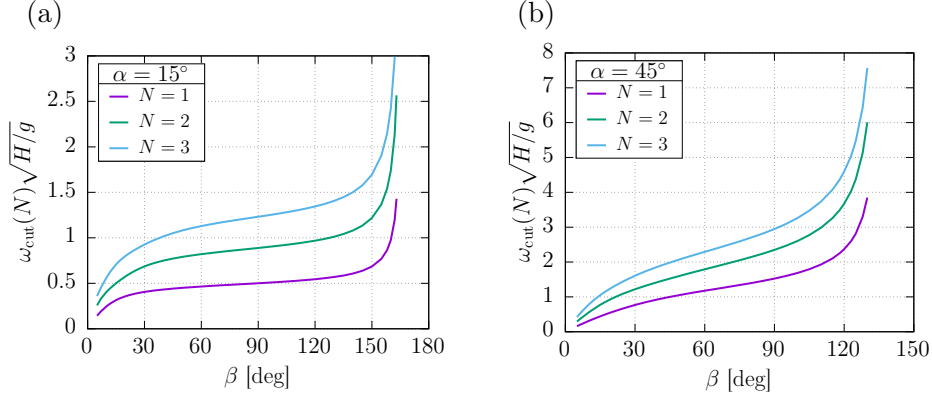 (a)
α = 15°
N = 1
N = 2
N = 3
3
2.5
2
1.5
1
0.5
0
ω_cut(N)√H/g
0 30 60 90 120 150 180
β [deg]
(b)
α = 45°
N = 1
N = 2
N = 3
8
7
6
5
4
3
2
1
0
ω_cut(N)√H/g
0 30 60 90 120 150
β [deg]